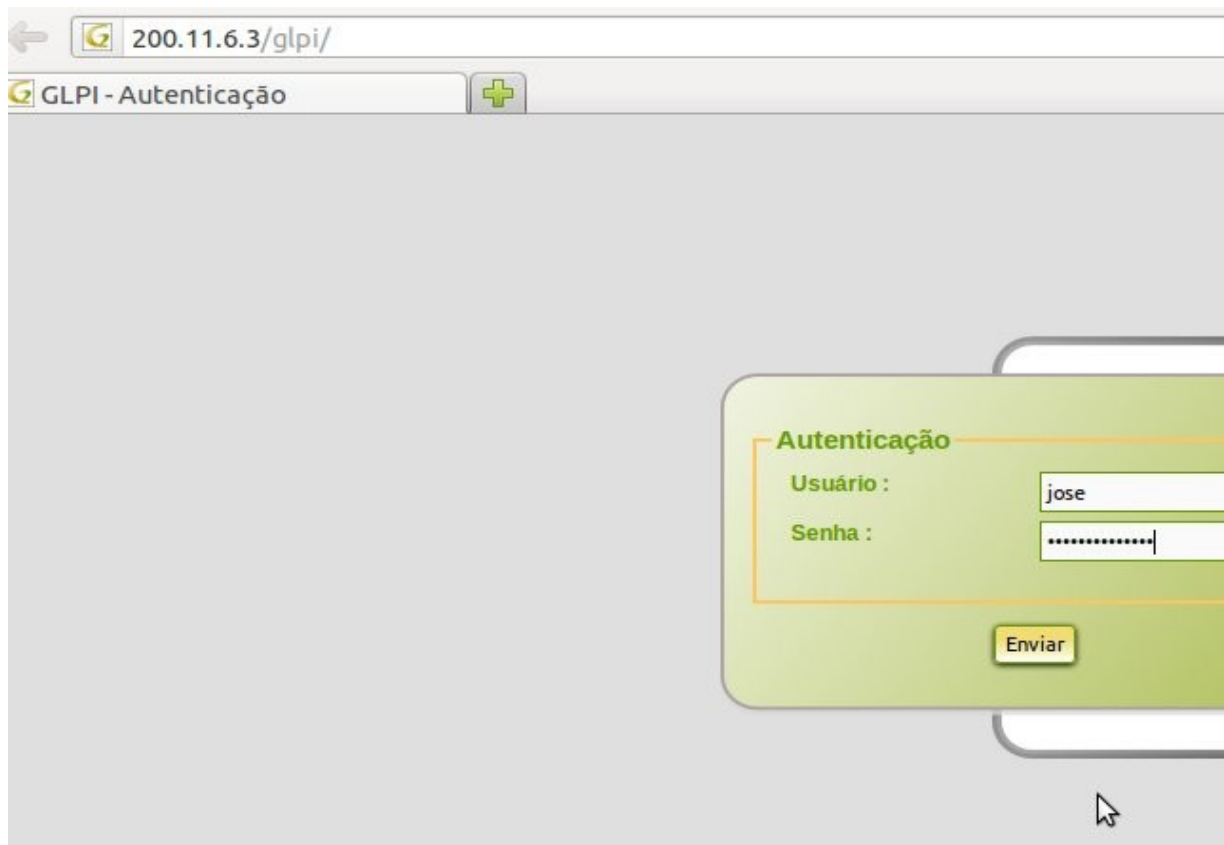 200.11.6.3/glpi/
GLPI - Autenticação
Autenticação
Usuário :
jose
Senha :
••••••••••••••
Enviar